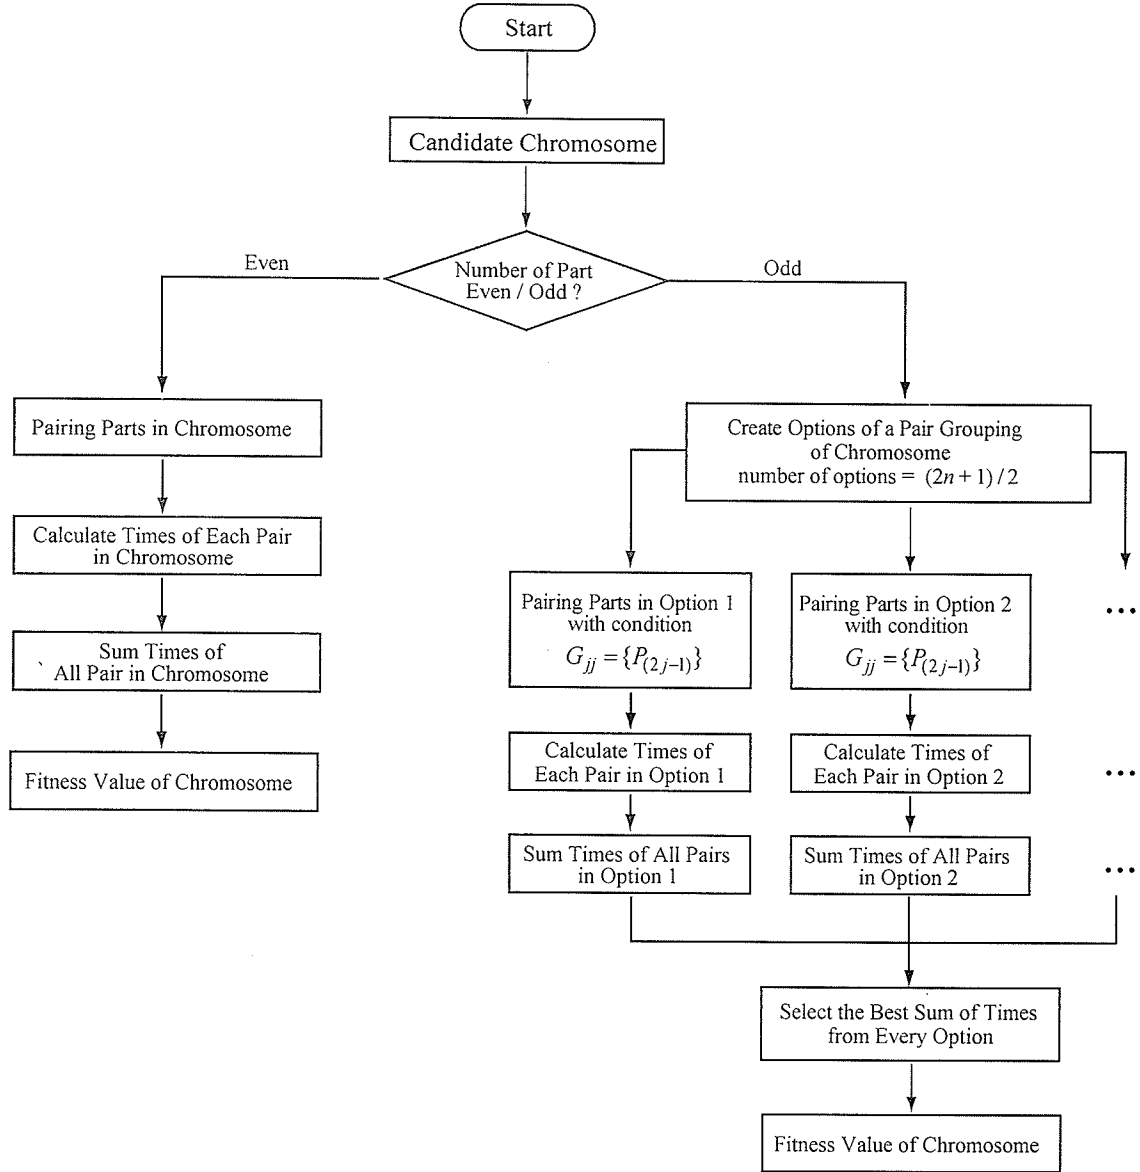 Start
Candidate Chromosome
Number of Part
Even / Odd ?
Even
Odd
Pairing Parts in Chromosome
Calculate Times of Each Pair
in Chromosome
Sum Times of
All Pair in Chromosome
Fitness Value of Chromosome
Create Options of a Pair Grouping
of Chromosome
number of options = (2n + 1) / 2
Pairing Parts in Option 1
with condition
G_{jj} = {P_{(2j−1)}}
Pairing Parts in Option 2
with condition
G_{jj} = {P_{(2j−1)}}
...
Calculate Times of
Each Pair in Option 1
Calculate Times of
Each Pair in Option 2
...
Sum Times of All Pairs
in Option 1
Sum Times of All Pairs
in Option 2
...
Select the Best Sum of Times
from Every Option
Fitness Value of Chromosome